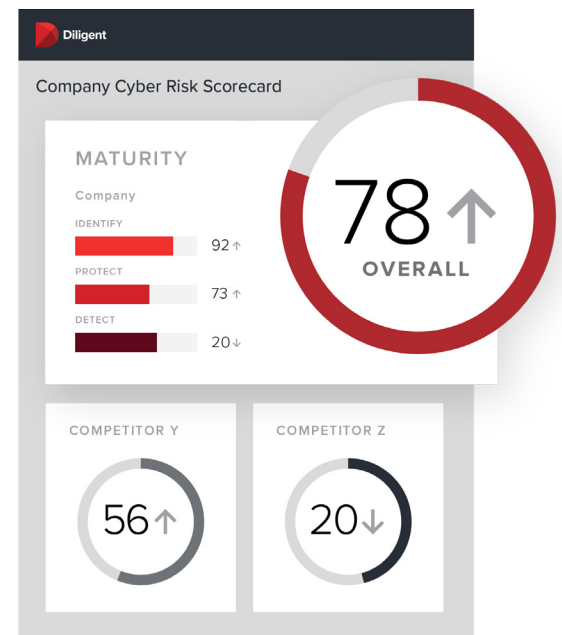 Diligent
Company Cyber Risk Scorecard
MATURITY
Company
IDENTIFY
92↑
PROTECT
73↑
DETECT
20↓
78↑
OVERALL
COMPETITOR Y
56↑
COMPETITOR Z
20↓